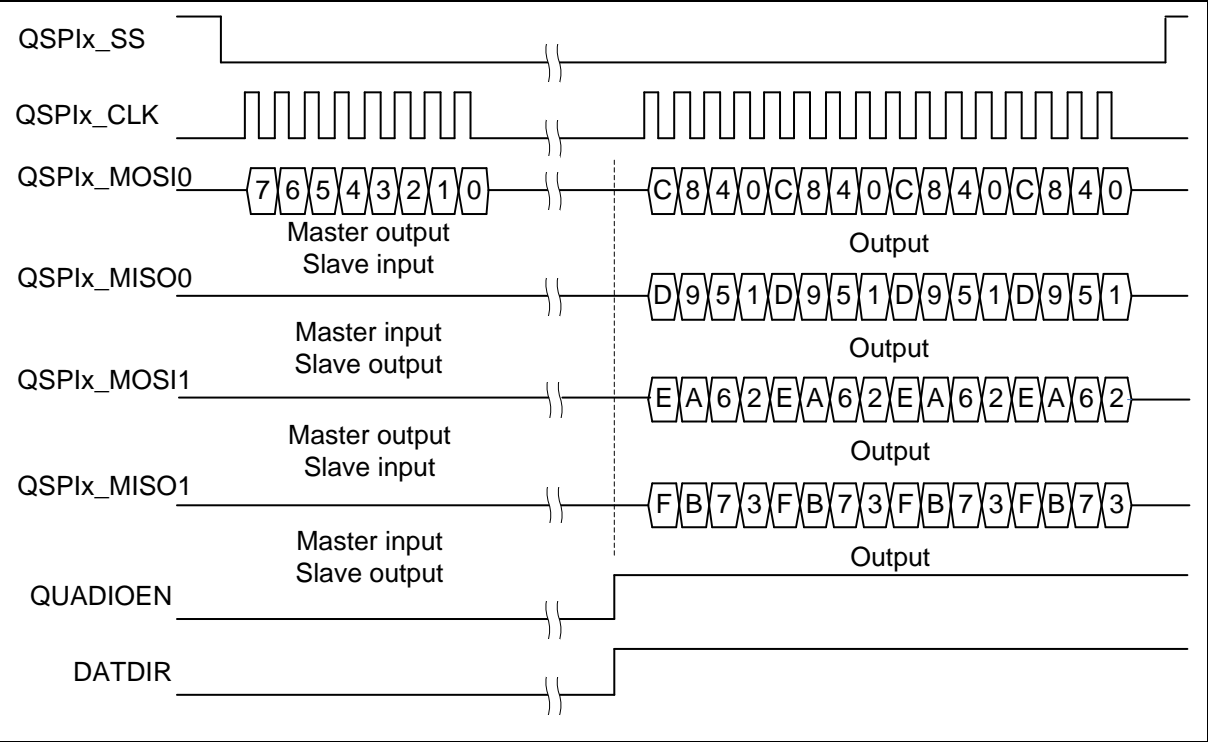 QSPIx_SS
QSPIx_CLK
QSPIx_MOSI0
7 6 5 4 3 2 1 0
C 8 4 0 C 8 4 0 C 8 4 0 C 8 4 0
Master output
Slave input
Output
QSPIx_MISO0
D 9 5 1 D 9 5 1 D 9 5 1 D 9 5 1
Master input
Slave output
Output
QSPIx_MOSI1
E A 6 2 E A 6 2 E A 6 2 E A 6 2
Master output
Slave input
Output
QSPIx_MISO1
F B 7 3 F B 7 3 F B 7 3 F B 7 3
Master input
Slave output
Output
QUADIOEN
DATDIR